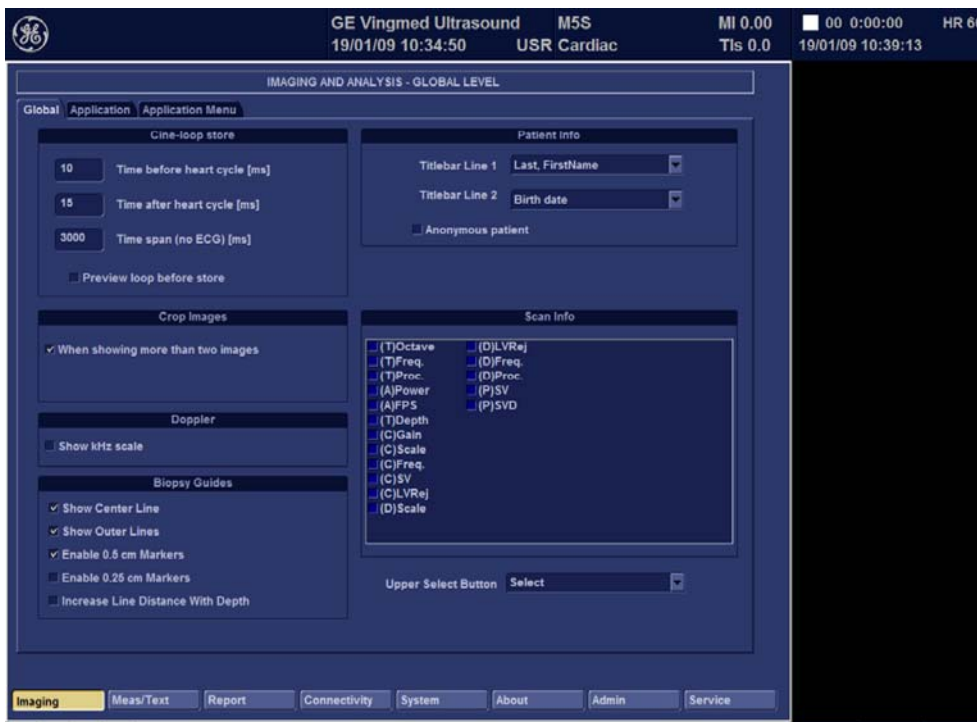 GE Vingmed Ultrasound M5S MI 0.00
19/01/09 10:34:50 USR Cardiac TIs 0.0
00 0:00:00 HR 60
19/01/09 10:39:13
IMAGING AND ANALYSIS - GLOBAL LEVEL
Global Application Application Menu
Cine-loop store
10 Time before heart cycle [ms]
15 Time after heart cycle [ms]
3000 Time span (no ECG) [ms]
Preview loop before store
Patient Info
Titlebar Line 1 Last, FirstName
Titlebar Line 2 Birth date
Anonymous patient
Crop Images
When showing more than two images
Doppler
Show kHz scale
Biopsy Guides
Show Center Line
Show Outer Lines
Enable 0.5 cm Markers
Enable 0.25 cm Markers
Increase Line Distance With Depth
Scan Info
(T)Octave (D)LVRej
(T)Freq. (D)Freq.
(T)Proc. (D)Proc.
(A)Power (P)SV
(A)FPS (P)SVD
(T)Depth
(C)Gain
(C)Scale
(C)Freq.
(C)SV
(C)LVRej
(D)Scale
Upper Select Button Select
Imaging Meas/Text Report Connectivity System About Admin Service